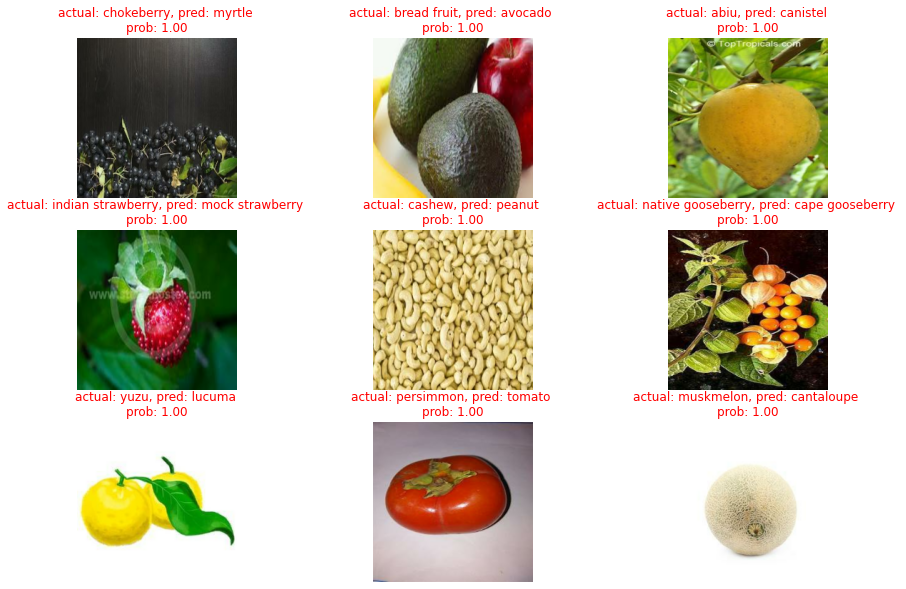 actual: chokeberry, pred: myrtle
prob: 1.00
actual: bread fruit, pred: avocado
prob: 1.00
actual: abiu, pred: canistel
prob: 1.00
© TopTropicals.com
actual: indian strawberry, pred: mock strawberry
prob: 1.00
actual: cashew, pred: peanut
prob: 1.00
actual: native gooseberry, pred: cape gooseberry
prob: 1.00
actual: yuzu, pred: lucuma
prob: 1.00
actual: persimmon, pred: tomato
prob: 1.00
actual: muskmelon, pred: cantaloupe
prob: 1.00